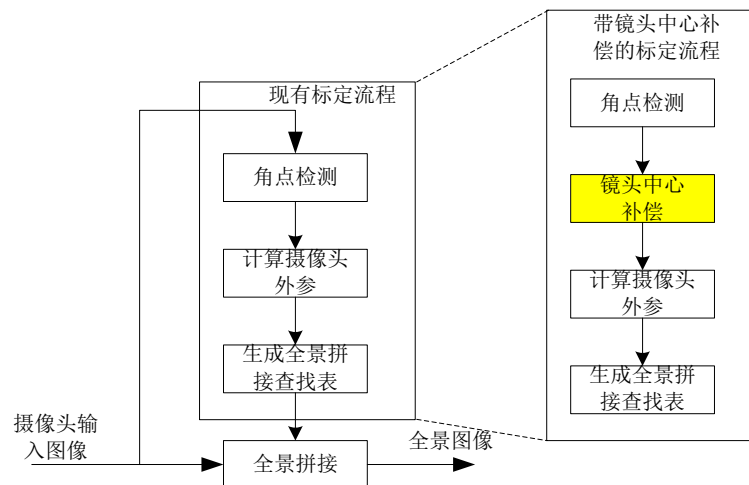 现有标定流程
角点检测
计算摄像头
外参
生成全景拼
接查找表
摄像头输
入图像
全景拼接
全景图像
带镜头中心补
偿的标定流程
角点检测
镜头中心
补偿
计算摄像头
外参
生成全景拼
接查找表